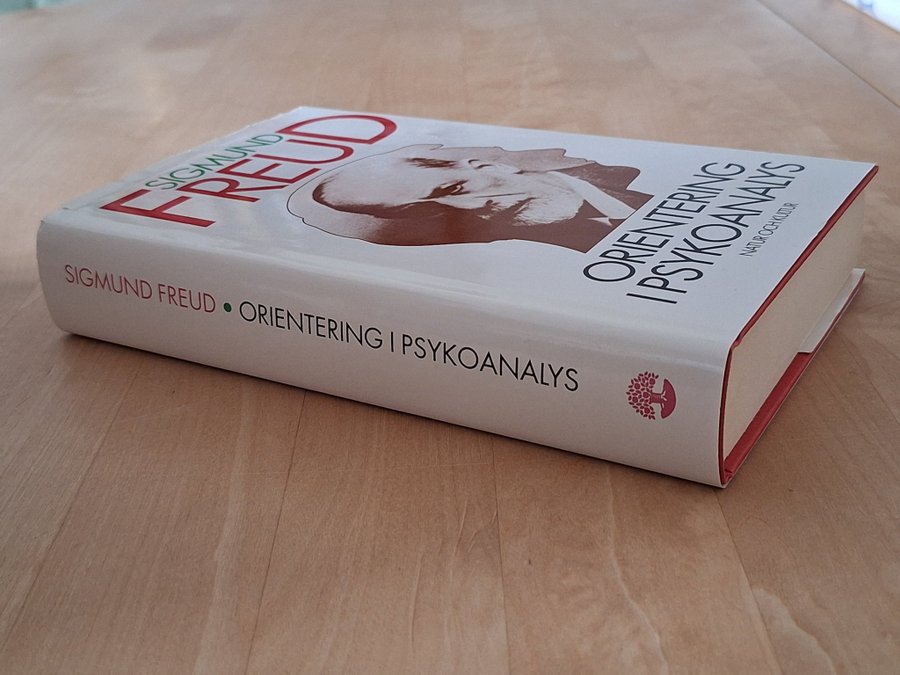 SIGMUND
FREUD
ORIENTERING
I PSYKOANALYS
NATUR OCH KULTUR
SIGMUND FREUD • ORIENTERING I PSYKOANALYS